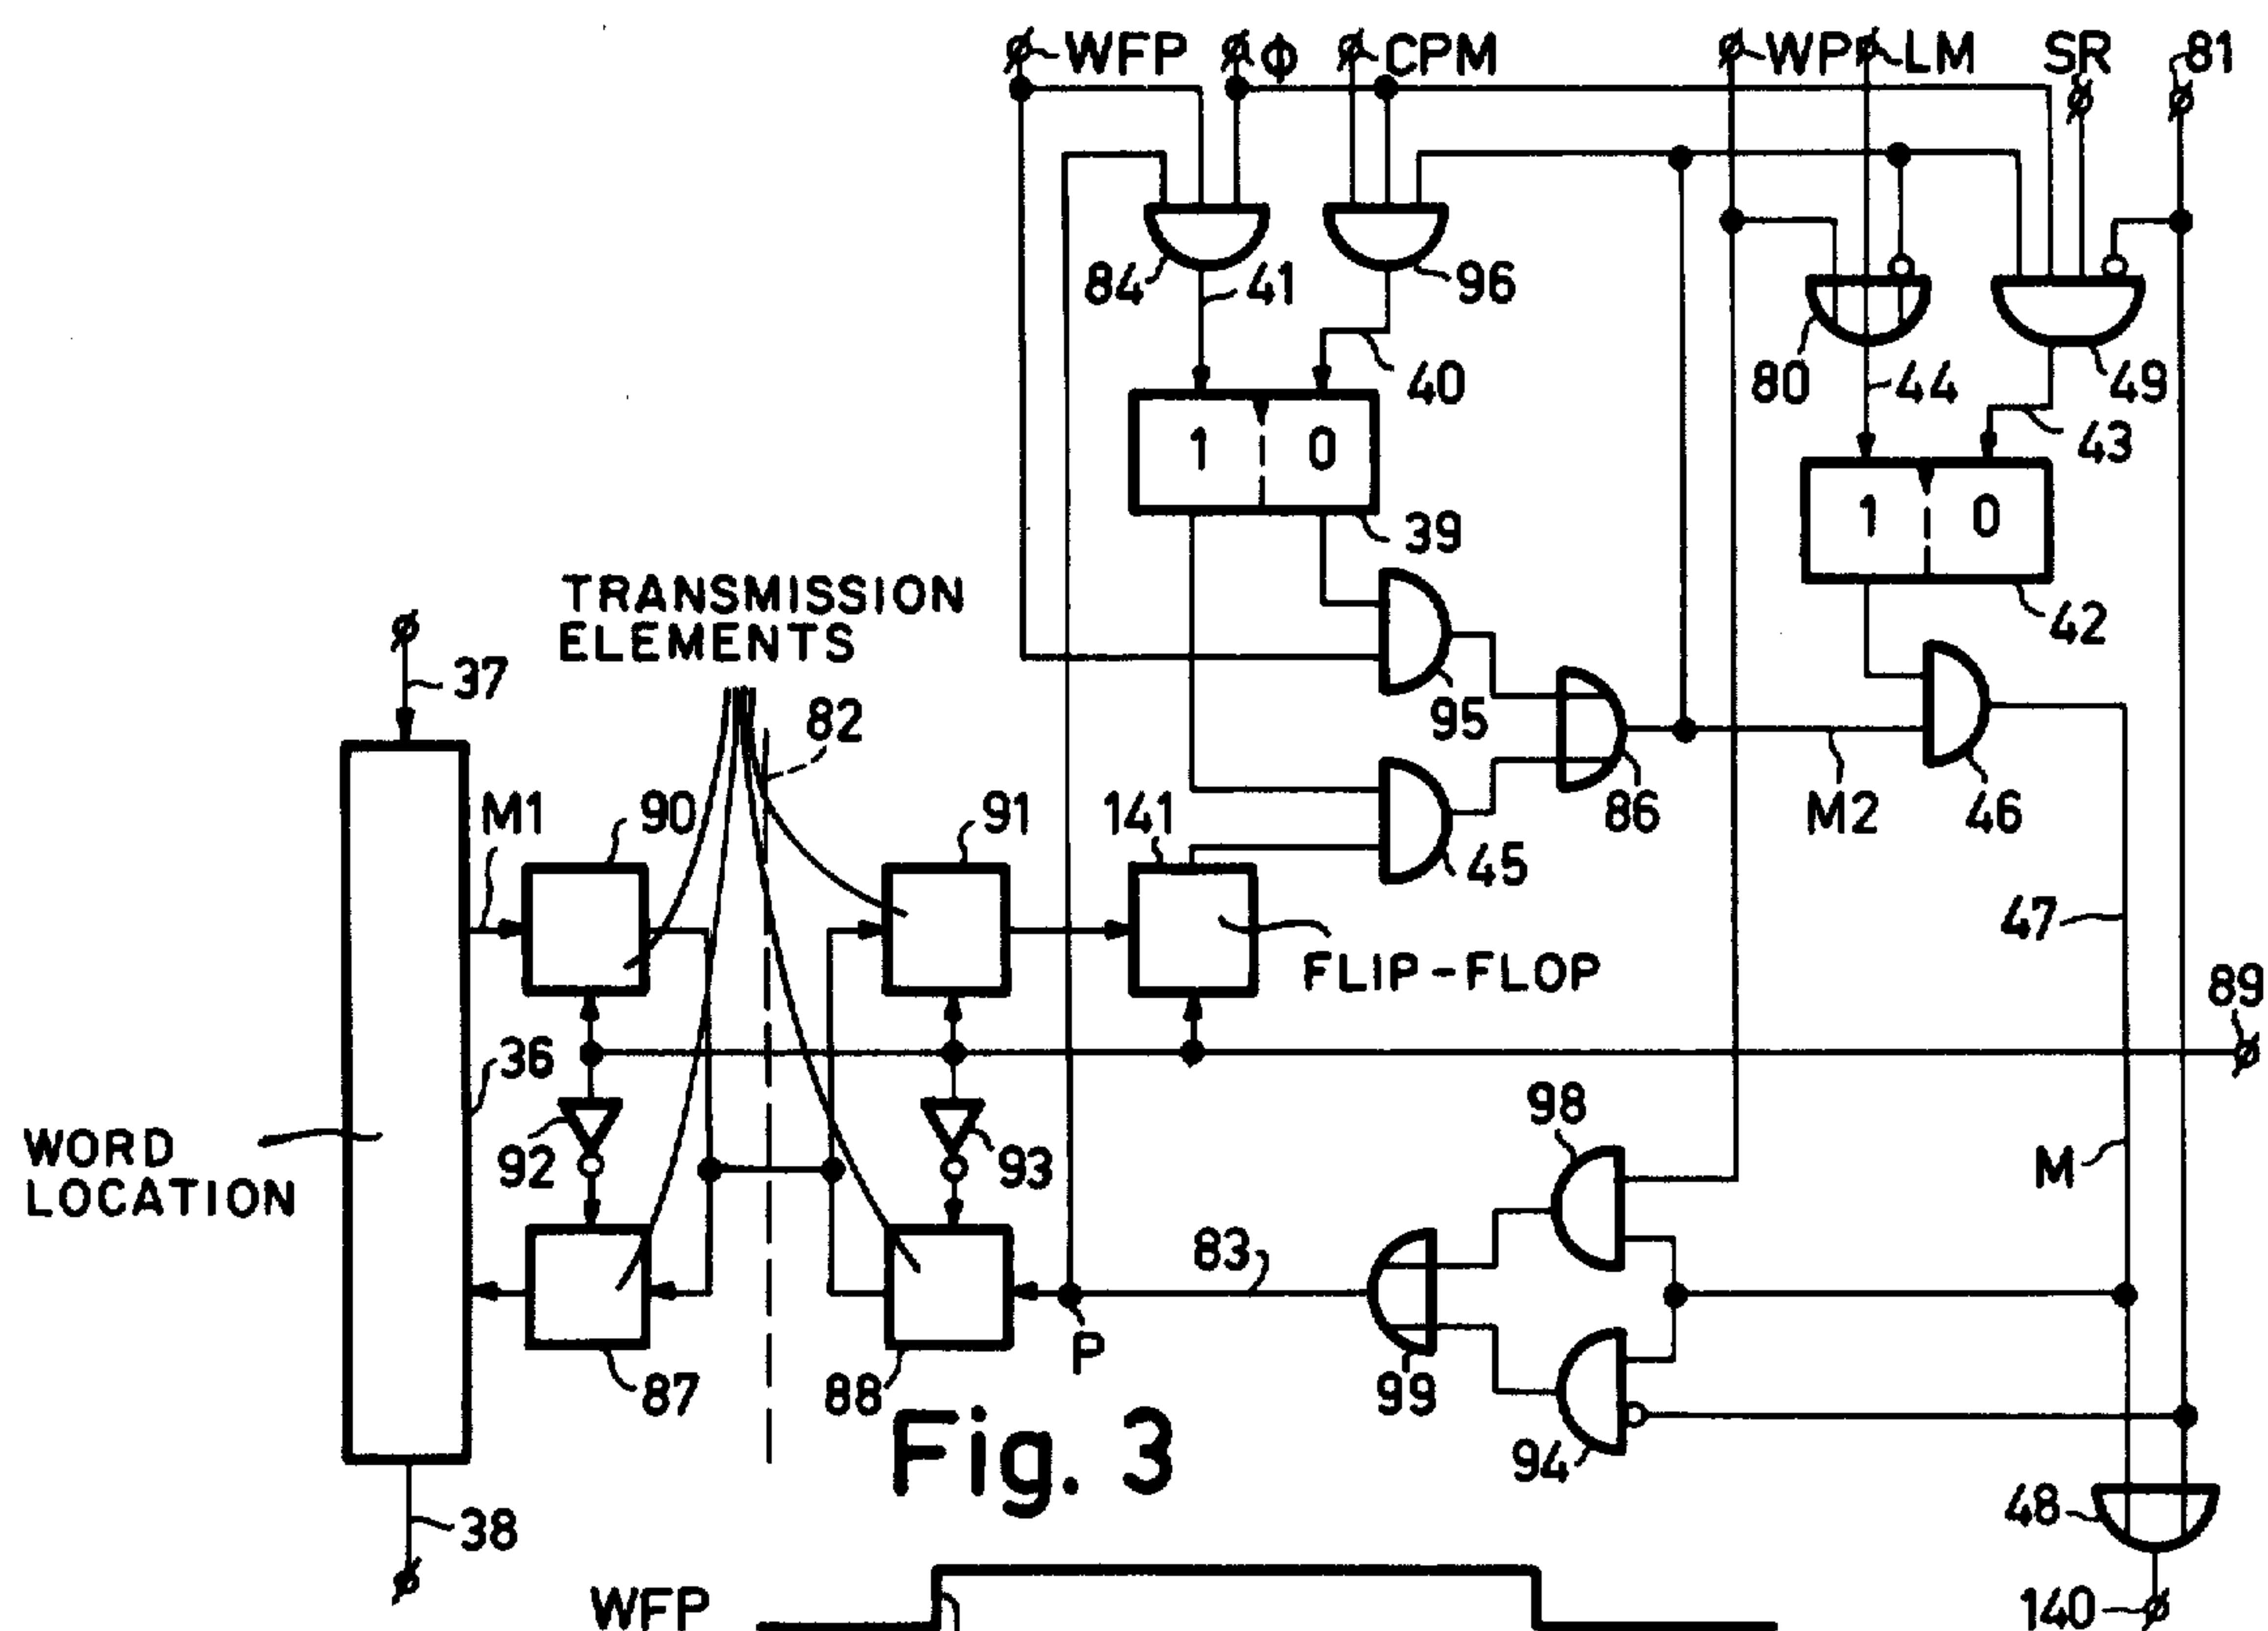 WFP Φ CPM WP LM SR 81
84 41 96
80 44 49
40
43
1 0
1 0
39
42
TRANSMISSION
ELEMENTS
37
82
95
M1 90 91 141 86 M2 46
45
47
FLIP-FLOP
89
36
98
WORD
LOCATION
92 93
M
83
P
87 88 99
94
Fig. 3
48
38
WFP
140